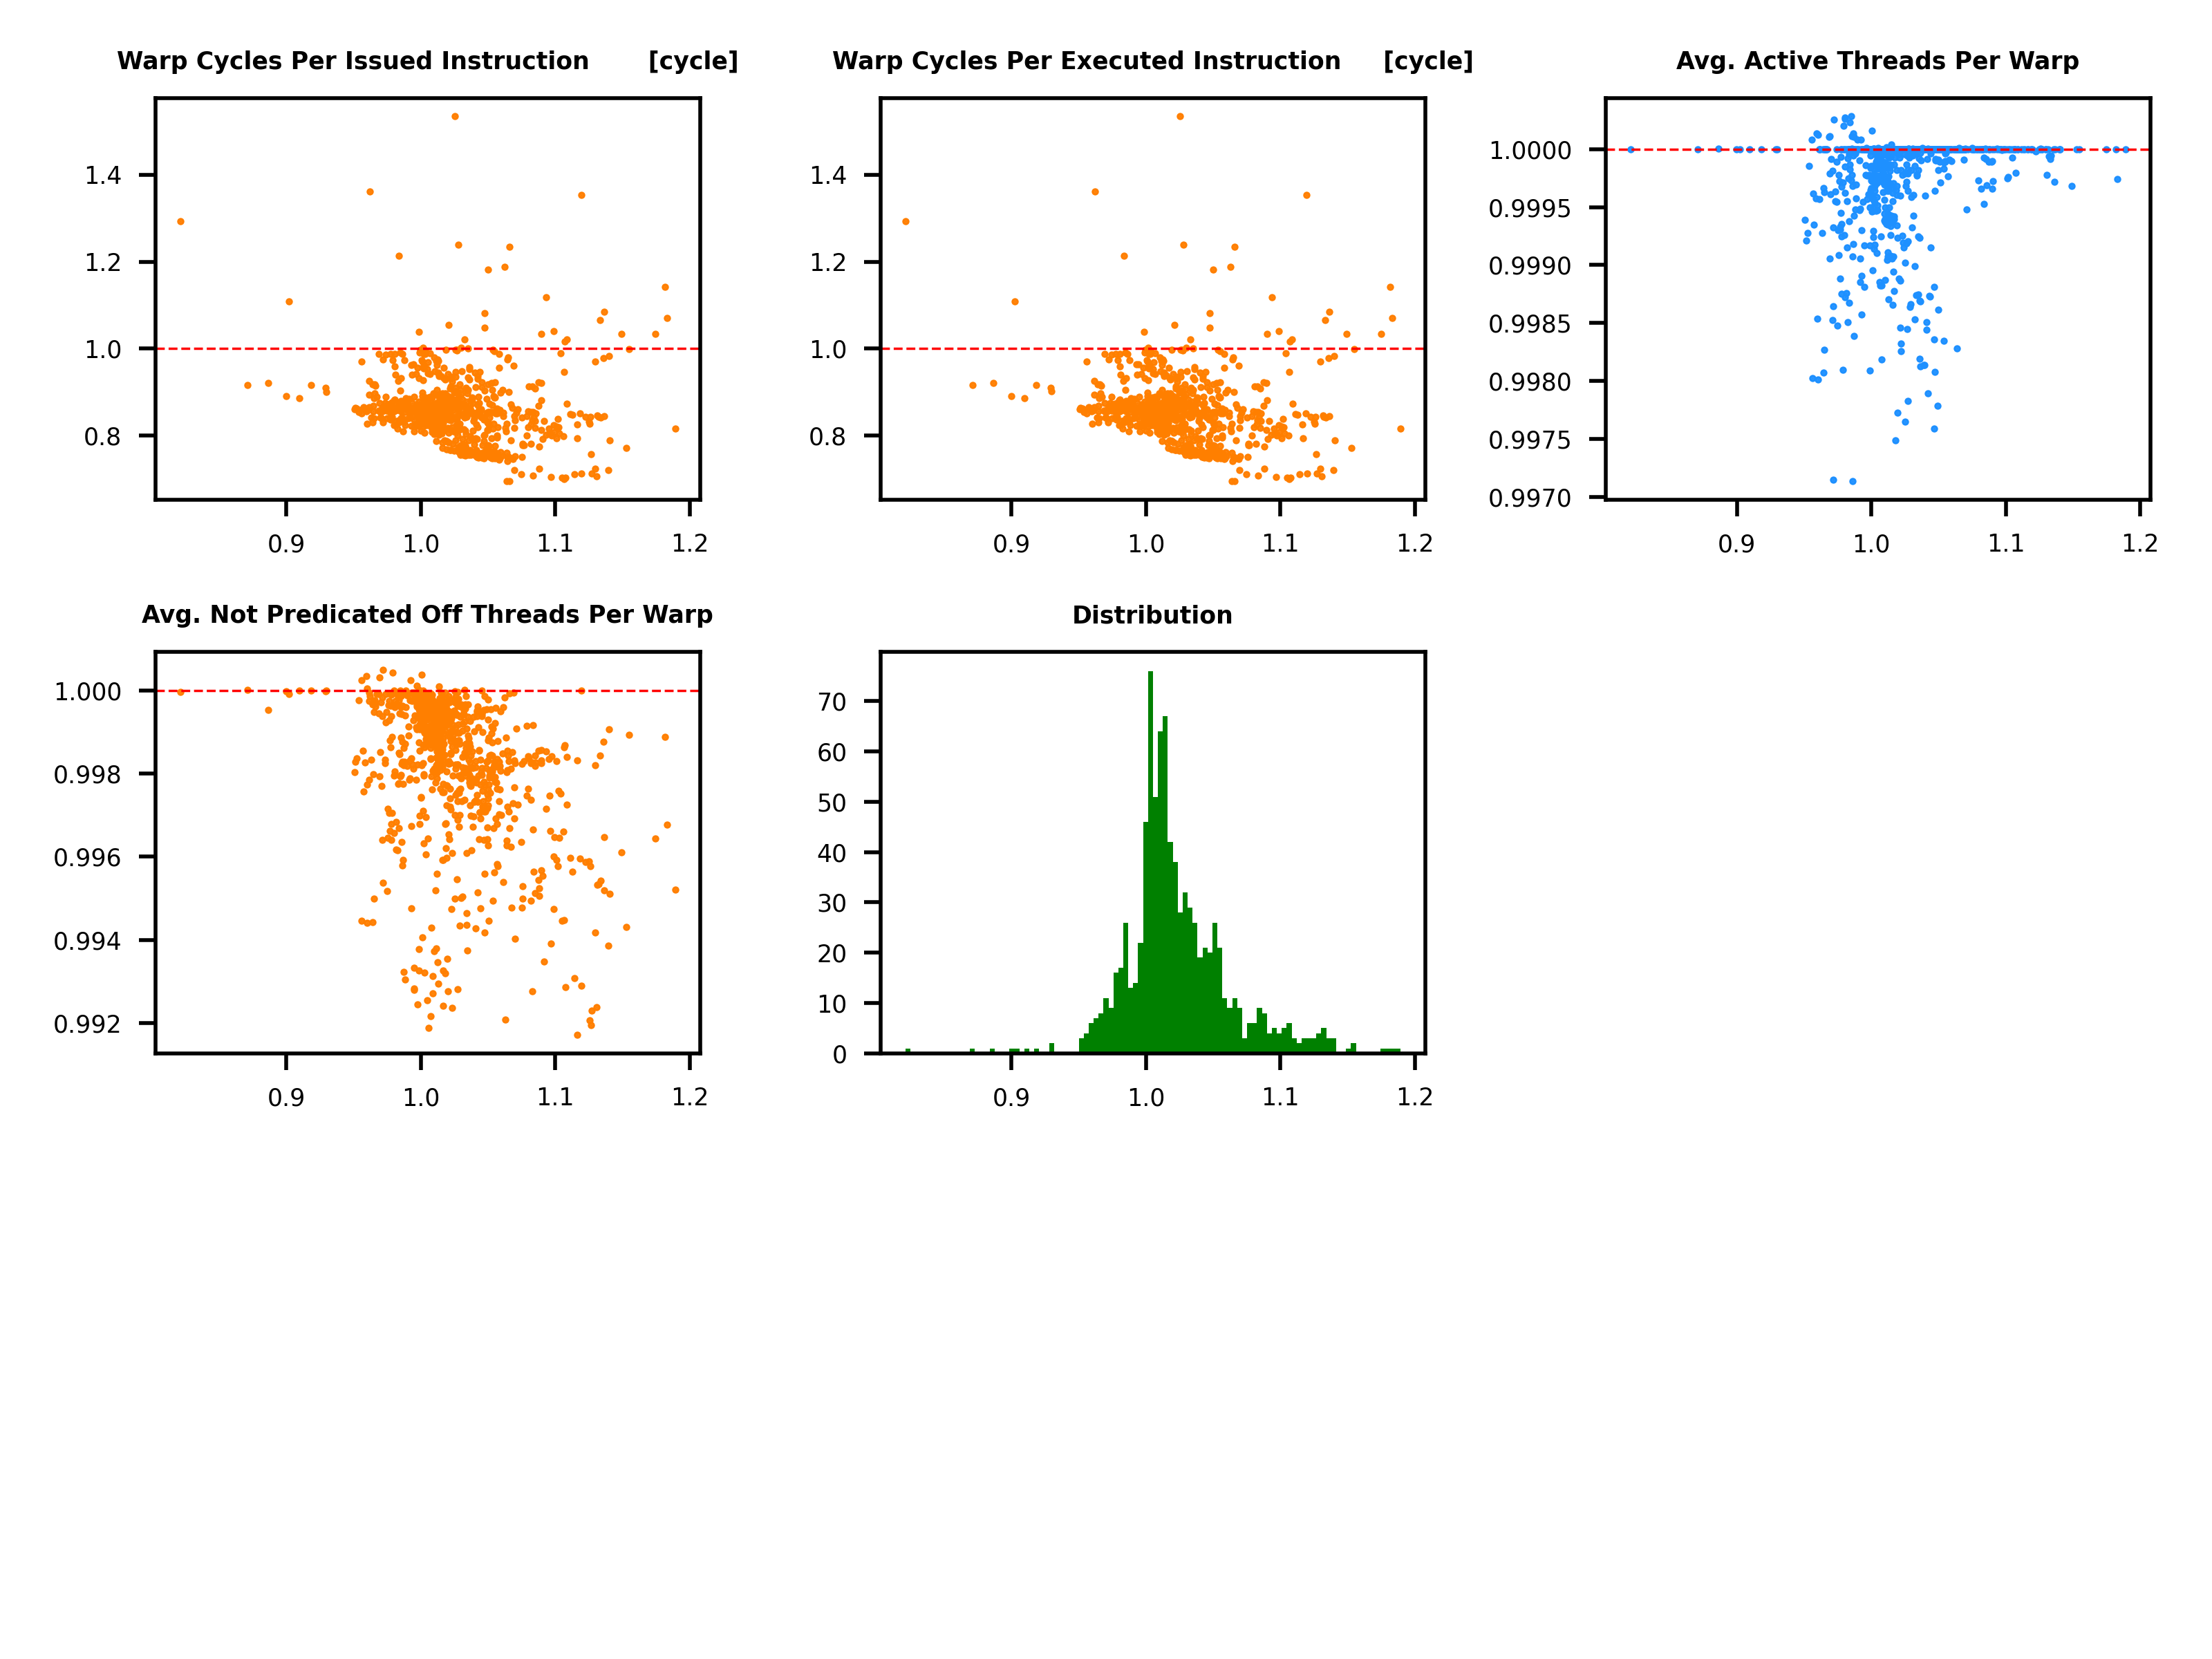 Warp Cycles Per Issued Instruction [cycle]
1.4
1.2
1.0
0.8
0.9 1.0 1.1 1.2
Warp Cycles Per Executed Instruction [cycle]
1.4
1.2
1.0
0.8
0.9 1.0 1.1 1.2
Avg. Active Threads Per Warp
1.0000
0.9995
0.9990
0.9985
0.9980
0.9975
0.9970
0.9 1.0 1.1 1.2
Avg. Not Predicated Off Threads Per Warp
1.000
0.998
0.996
0.994
0.992
0.9 1.0 1.1 1.2
Distribution
70
60
50
40
30
20
10
0
0.9 1.0 1.1 1.2